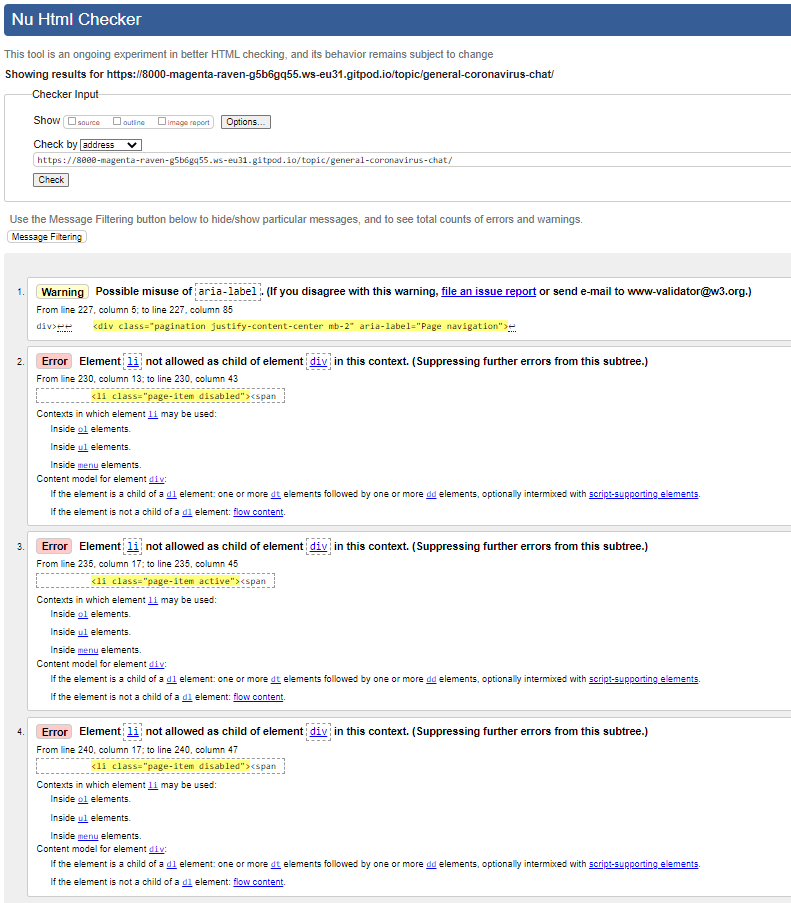 Nu Html Checker
This tool is an ongoing experiment in better HTML checking, and its behavior remains subject to change
Showing results for https://8000-magenta-raven-g5b6gq55.ws-eu31.gitpod.io/topic/general-coronavirus-chat/
Checker Input
Show source outline image report Options...
Check by address
https://8000-magenta-raven-g5b6gq55.ws-eu31.gitpod.io/topic/general-coronavirus-chat/
Check
Use the Message Filtering button below to hide/show particular messages, and to see total counts of errors and warnings.
Message Filtering
1. Warning Possible misuse of aria-label. (If you disagree with this warning, file an issue report or send e-mail to www-validator@w3.org.)
From line 227, column 5; to line 227, column 85
div>↩↩ <div class="pagination justify-content-center mb-2" aria-label="Page navigation">↩
2. Error Element li not allowed as child of element div in this context. (Suppressing further errors from this subtree.)
From line 230, column 13; to line 230, column 43
<li class="page-item disabled"><span
Contexts in which element li may be used:
Inside ol elements.
Inside ul elements.
Inside menu elements.
Content model for element div:
If the element is a child of a dl element: one or more dt elements followed by one or more dd elements, optionally intermixed with script-supporting elements.
If the element is not a child of a dl element: flow content.
3. Error Element li not allowed as child of element div in this context. (Suppressing further errors from this subtree.)
From line 235, column 17; to line 235, column 45
<li class="page-item active"><span
Contexts in which element li may be used:
Inside ol elements.
Inside ul elements.
Inside menu elements.
Content model for element div:
If the element is a child of a dl element: one or more dt elements followed by one or more dd elements, optionally intermixed with script-supporting elements.
If the element is not a child of a dl element: flow content.
4. Error Element li not allowed as child of element div in this context. (Suppressing further errors from this subtree.)
From line 240, column 17; to line 240, column 47
<li class="page-item disabled"><span
Contexts in which element li may be used:
Inside ol elements.
Inside ul elements.
Inside menu elements.
Content model for element div:
If the element is a child of a dl element: one or more dt elements followed by one or more dd elements, optionally intermixed with script-supporting elements.
If the element is not a child of a dl element: flow content.